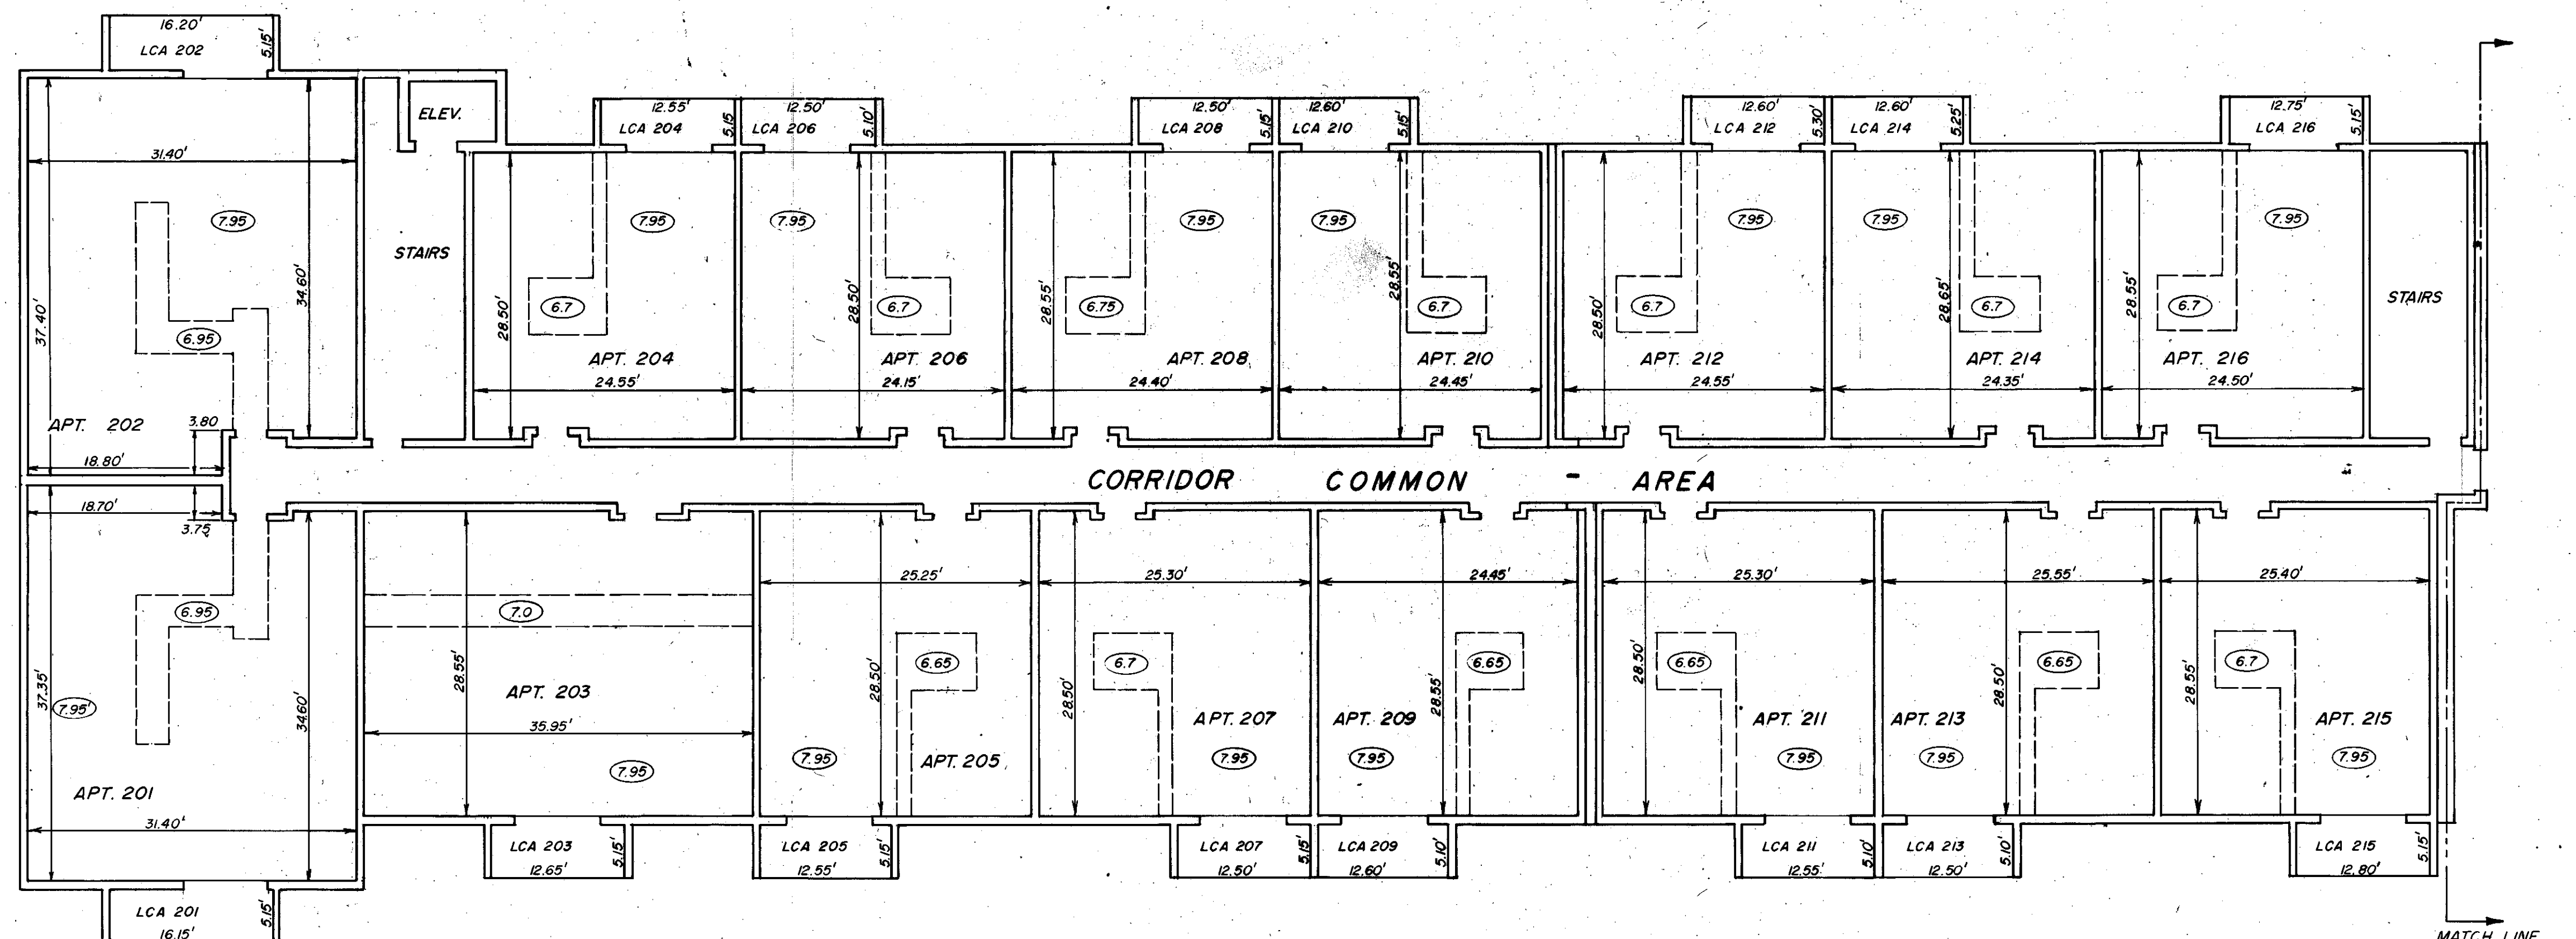 16.20'
LCA 202
5.15'
ELEV.
12.55'
LCA 204
5.15
12.50'
LCA 206
5.10'
12.50'
LCA 208
5.15'
12.60'
LCA 210
5.15'
12.60'
LCA 212
5.30'
12.60'
LCA 214
5.25'
12.75'
LCA 216
5.15'
31.40'
7.95
37.40'
34.60'
6.95
APT. 202
3.80
18.80'
STAIRS
7.95
28.50'
6.7
APT. 204
24.55'
7.95
28.50'
6.7
APT. 206
24.15'
7.95
28.55'
6.75
APT. 208
24.40'
7.95
28.55'
6.7
APT. 210
24.45'
7.95
28.50'
6.7
APT. 212
24.55'
7.95
28.65'
6.7
APT. 214
24.35'
7.95
28.55'
6.7
APT. 216
24.50'
STAIRS
CORRIDOR COMMON - AREA
18.70'
3.75
6.95
37.35'
7.95'
34.60'
APT. 201
31.40'
7.0
28.55'
APT. 203
35.95'
7.95
25.25'
6.65
28.50'
7.95
APT. 205
25.30'
6.7
28.50'
APT. 207
7.95
24.45'
6.65
28.55'
APT. 209
7.95
25.30'
6.65
28.50'
APT. 211
7.95
25.55'
6.65
28.50'
APT. 213
7.95
25.40'
6.7
28.55'
APT. 215
7.95
LCA 203
5.15'
12.65'
LCA 205
5.15'
12.55'
LCA 207
5.15'
12.50'
LCA 209
5.10'
12.60'
LCA 211
5.10'
12.55'
LCA 213
5.10'
12.50'
LCA 215
5.15'
12.80'
LCA 201
5.15'
16.15'
MATCH LINE